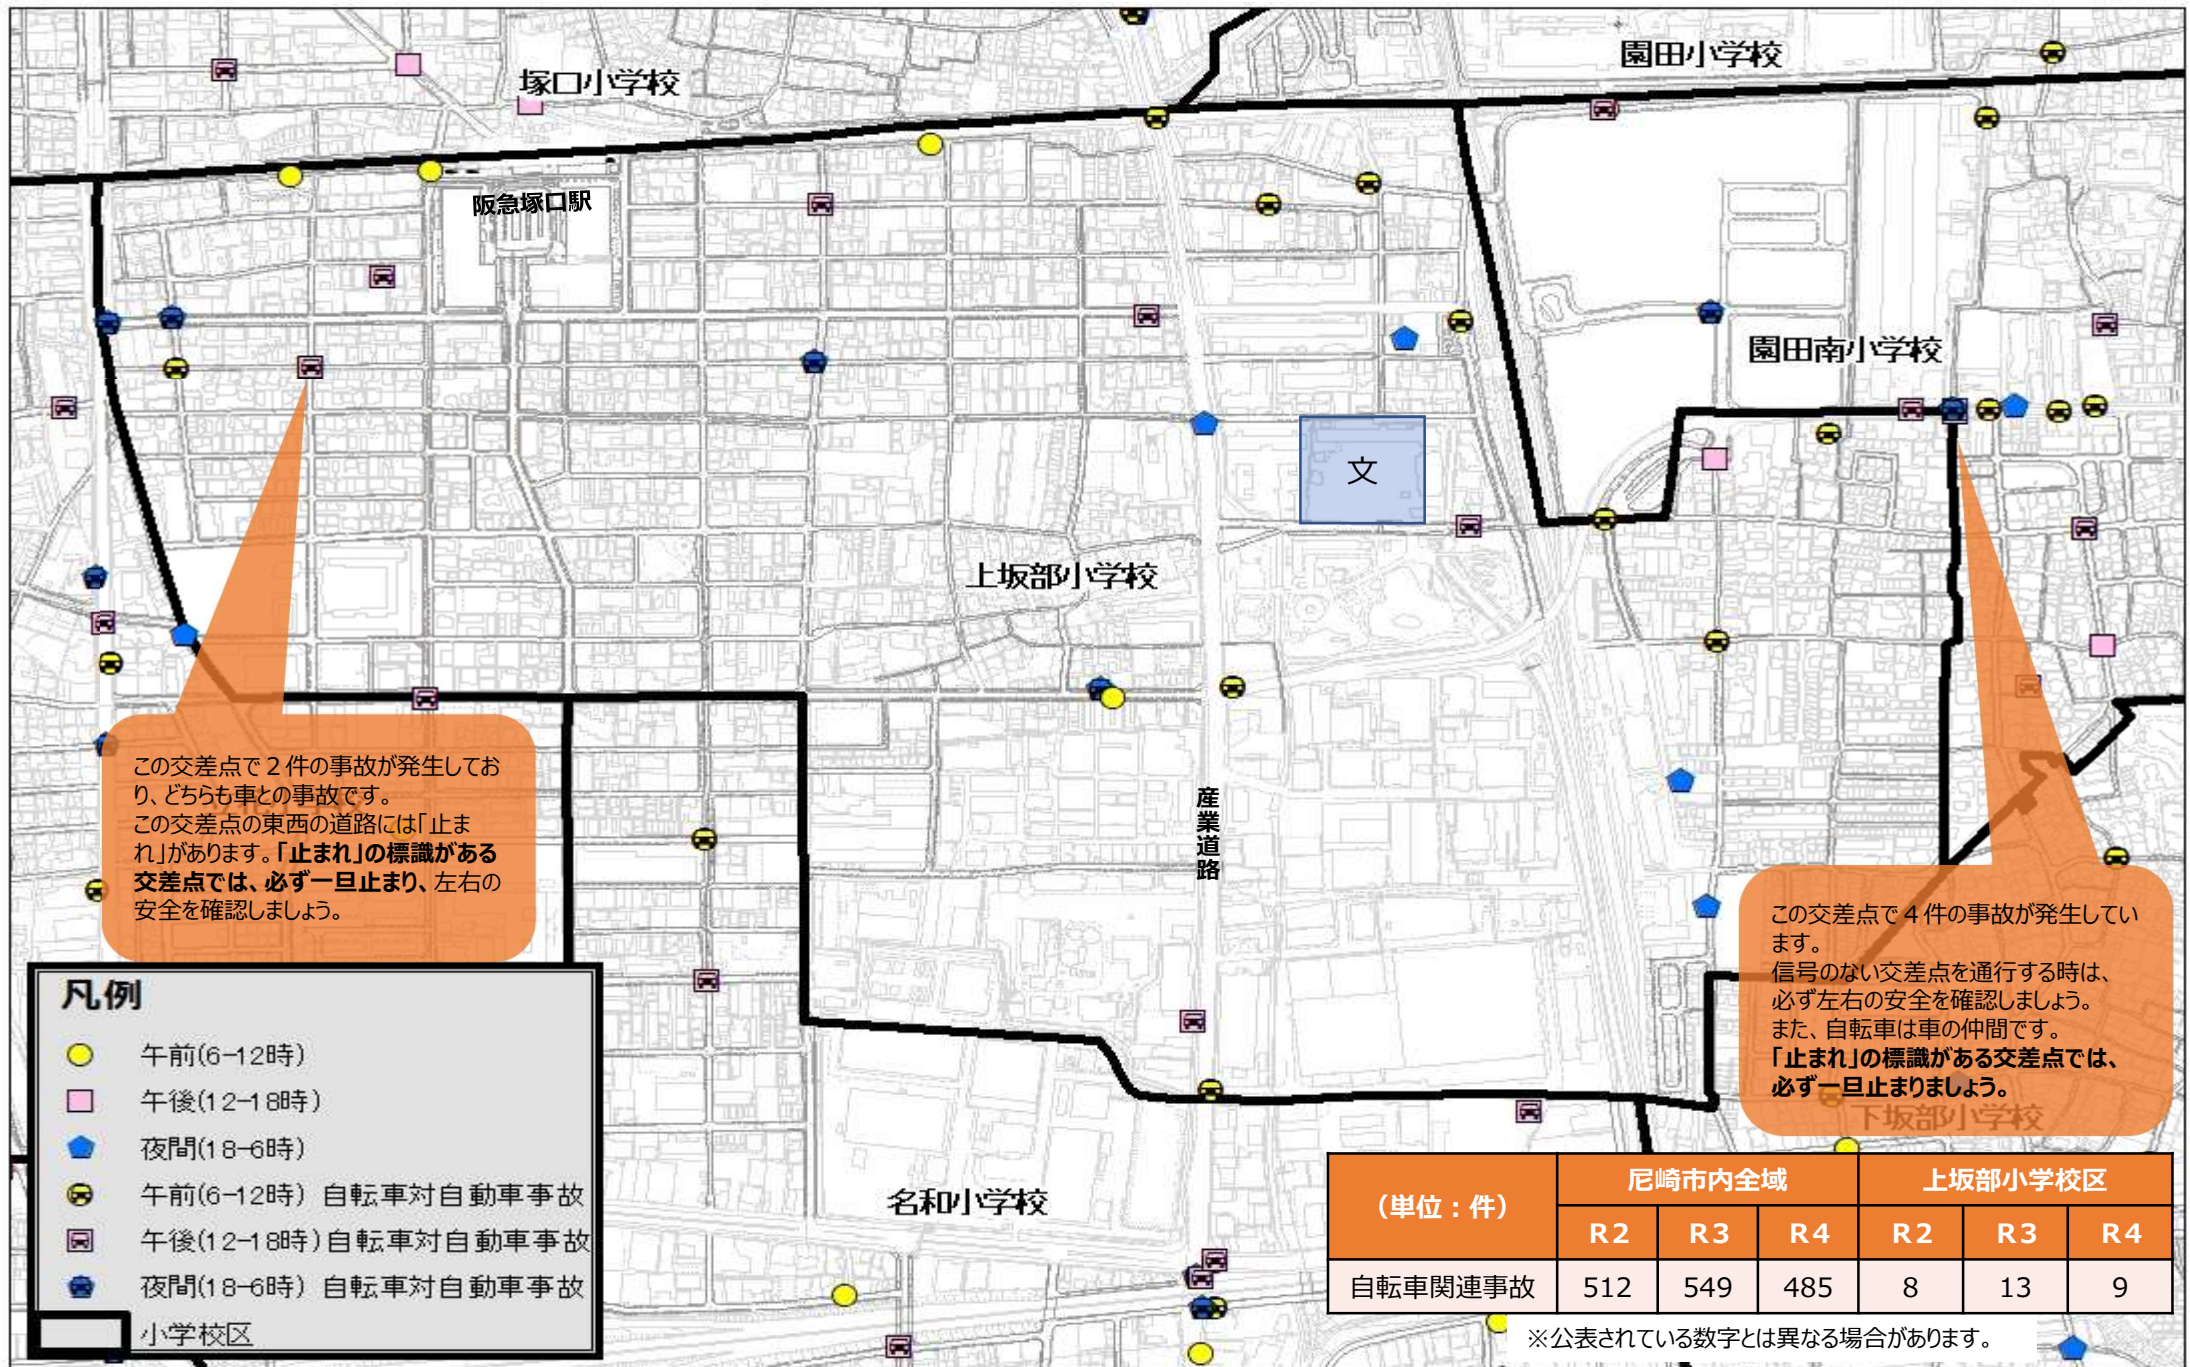 塚口小学校
園田小学校
阪急塚口駅
園田南小学校
文
上坂部小学校
産業道路
この交差点で2件の事故が発生してお
り、どちらも車との事故です。
この交差点の東西の道路には「止ま
れ」があります。「止まれ」の標識がある
交差点では、必ず一旦止まり、左右の
安全を確認しましょう。
この交差点で4件の事故が発生してい
ます。
信号のない交差点を通行する時は、
必ず左右の安全を確認しましょう。
また、自転車は車の仲間です。
「止まれ」の標識がある交差点では、
必ず一旦止まりましょう。
下坂部小学校
名和小学校
凡例
午前(6-12時)
午後(12-18時)
夜間(18-6時)
午前(6-12時) 自転車対自動車事故
午後(12-18時)自転車対自動車事故
夜間(18-6時) 自転車対自動車事故
小学校区
(単位:件) 尼崎市内全域 上坂部小学校区
R2 R3 R4 R2 R3 R4
自転車関連事故 512 549 485 8 13 9
※公表されている数字とは異なる場合があります。